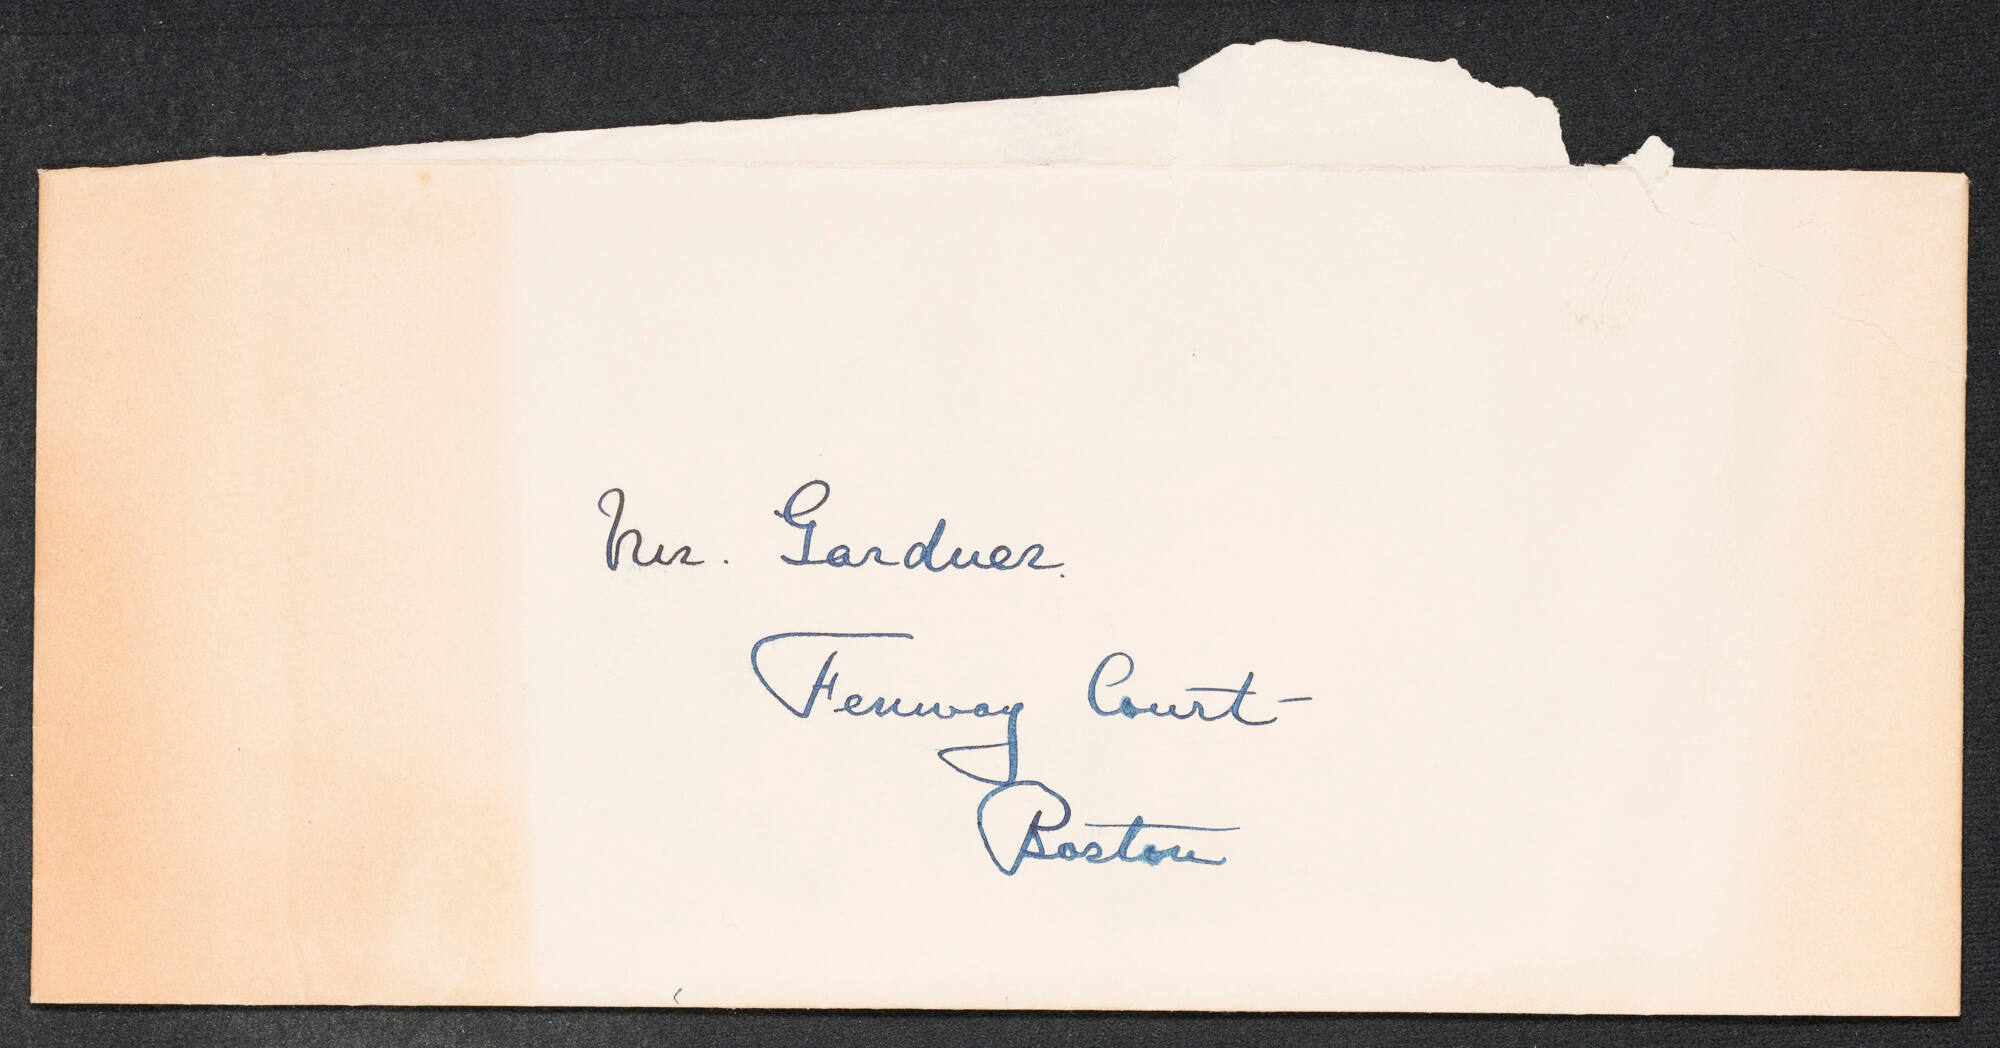 Mrs. Gardner.
Fenway Court
Boston